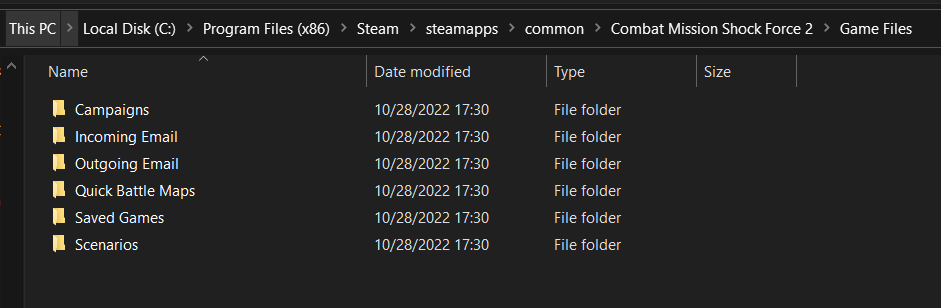 This PC > Local Disk (C:) > Program Files (x86) > Steam > steamapps > common > Combat Mission Shock Force 2 > Game Files
Name Date modified Type Size
Campaigns 10/28/2022 17:30 File folder
Incoming Email 10/28/2022 17:30 File folder
Outgoing Email 10/28/2022 17:30 File folder
Quick Battle Maps 10/28/2022 17:30 File folder
Saved Games 10/28/2022 17:30 File folder
Scenarios 10/28/2022 17:30 File folder